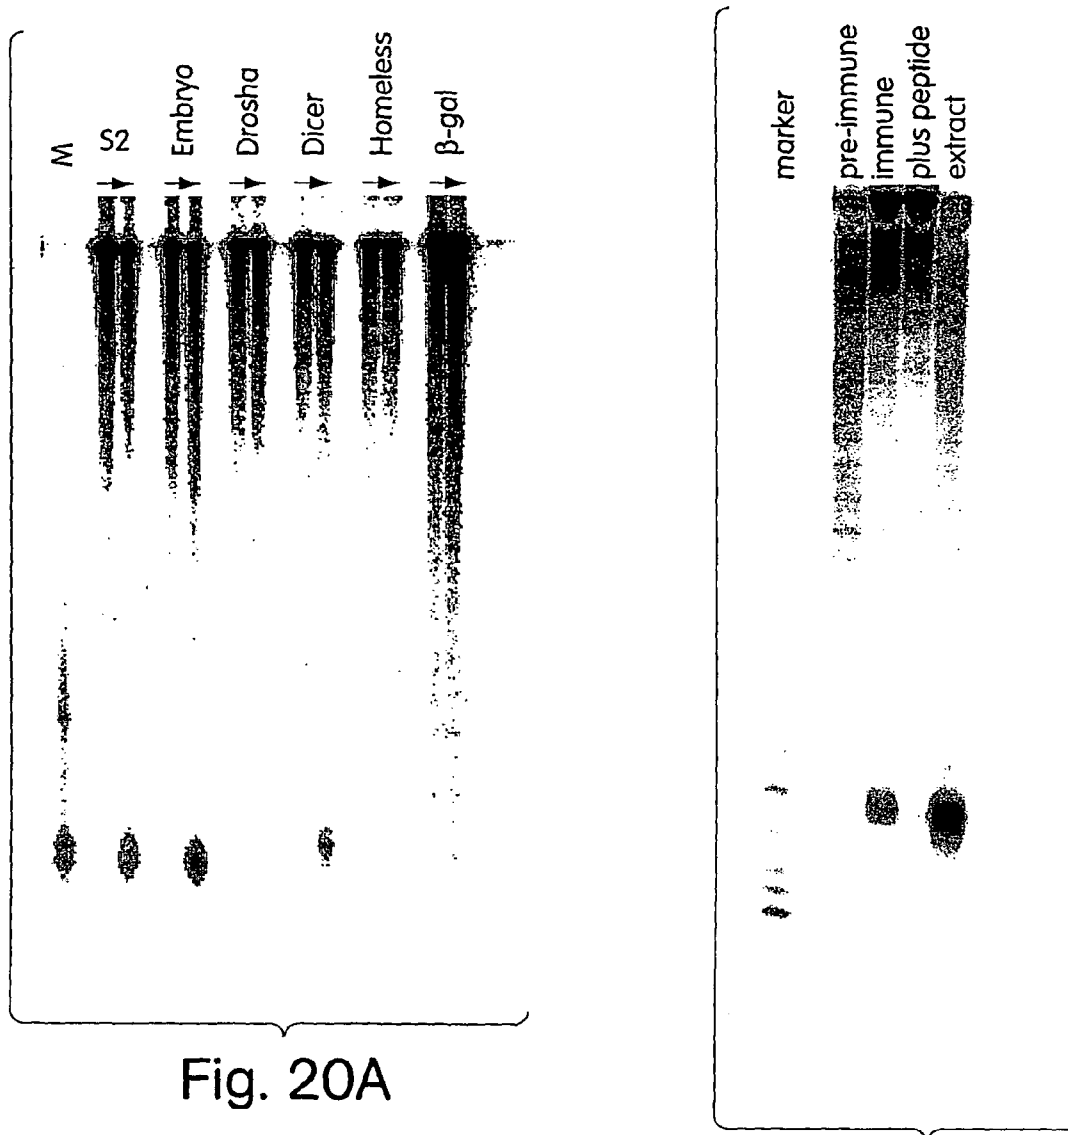 M
S2
Embryo
Drosha
Dicer
Homeless
β-gal
Fig. 20A
marker
pre-immune
immune
plus peptide
extract